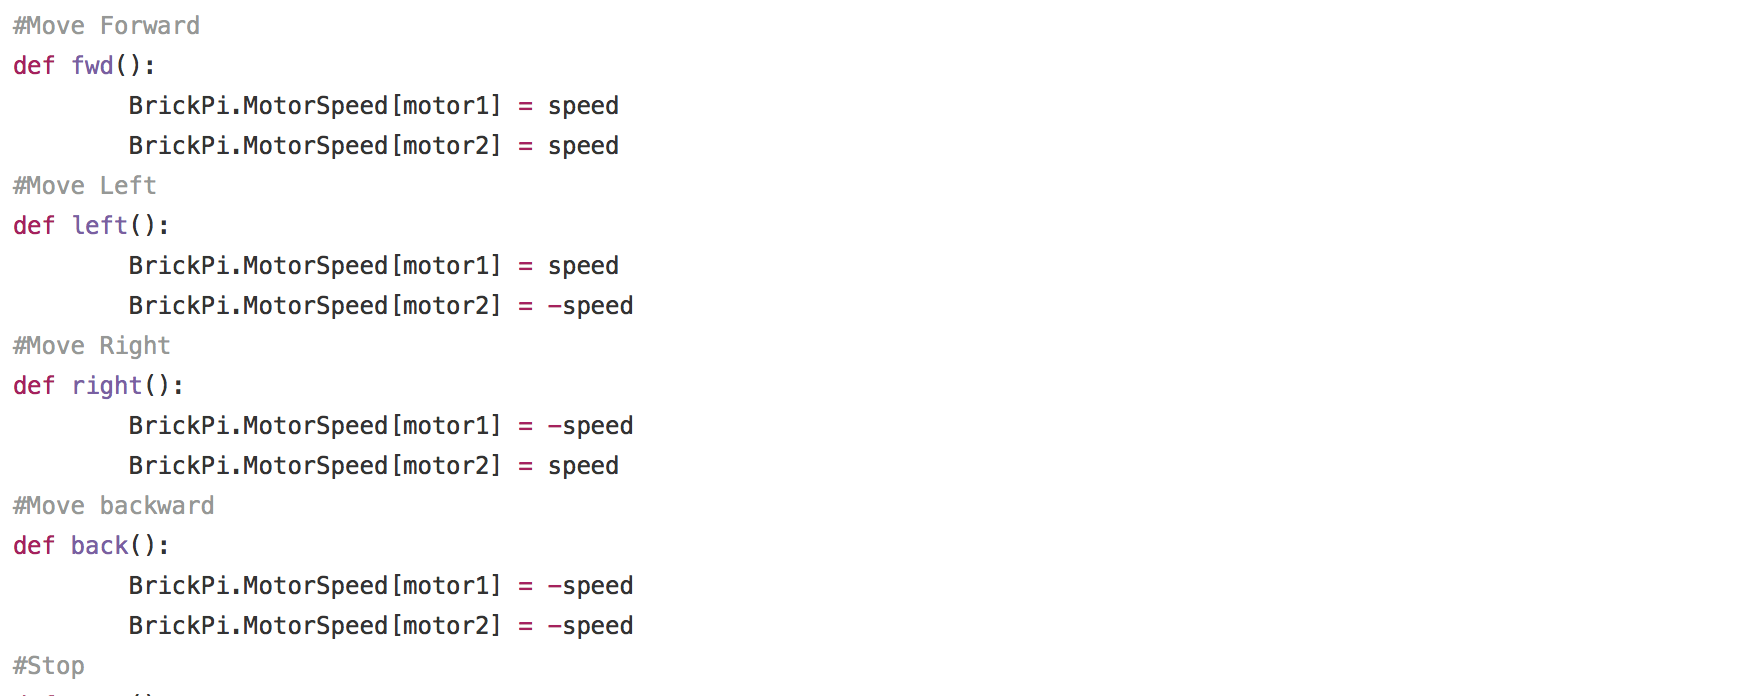 #Move Forward
def fwd():
        BrickPi.MotorSpeed[motor1] = speed
        BrickPi.MotorSpeed[motor2] = speed
#Move Left
def left():
        BrickPi.MotorSpeed[motor1] = speed
        BrickPi.MotorSpeed[motor2] = -speed
#Move Right
def right():
        BrickPi.MotorSpeed[motor1] = -speed
        BrickPi.MotorSpeed[motor2] = speed
#Move backward
def back():
        BrickPi.MotorSpeed[motor1] = -speed
        BrickPi.MotorSpeed[motor2] = -speed
#Stop